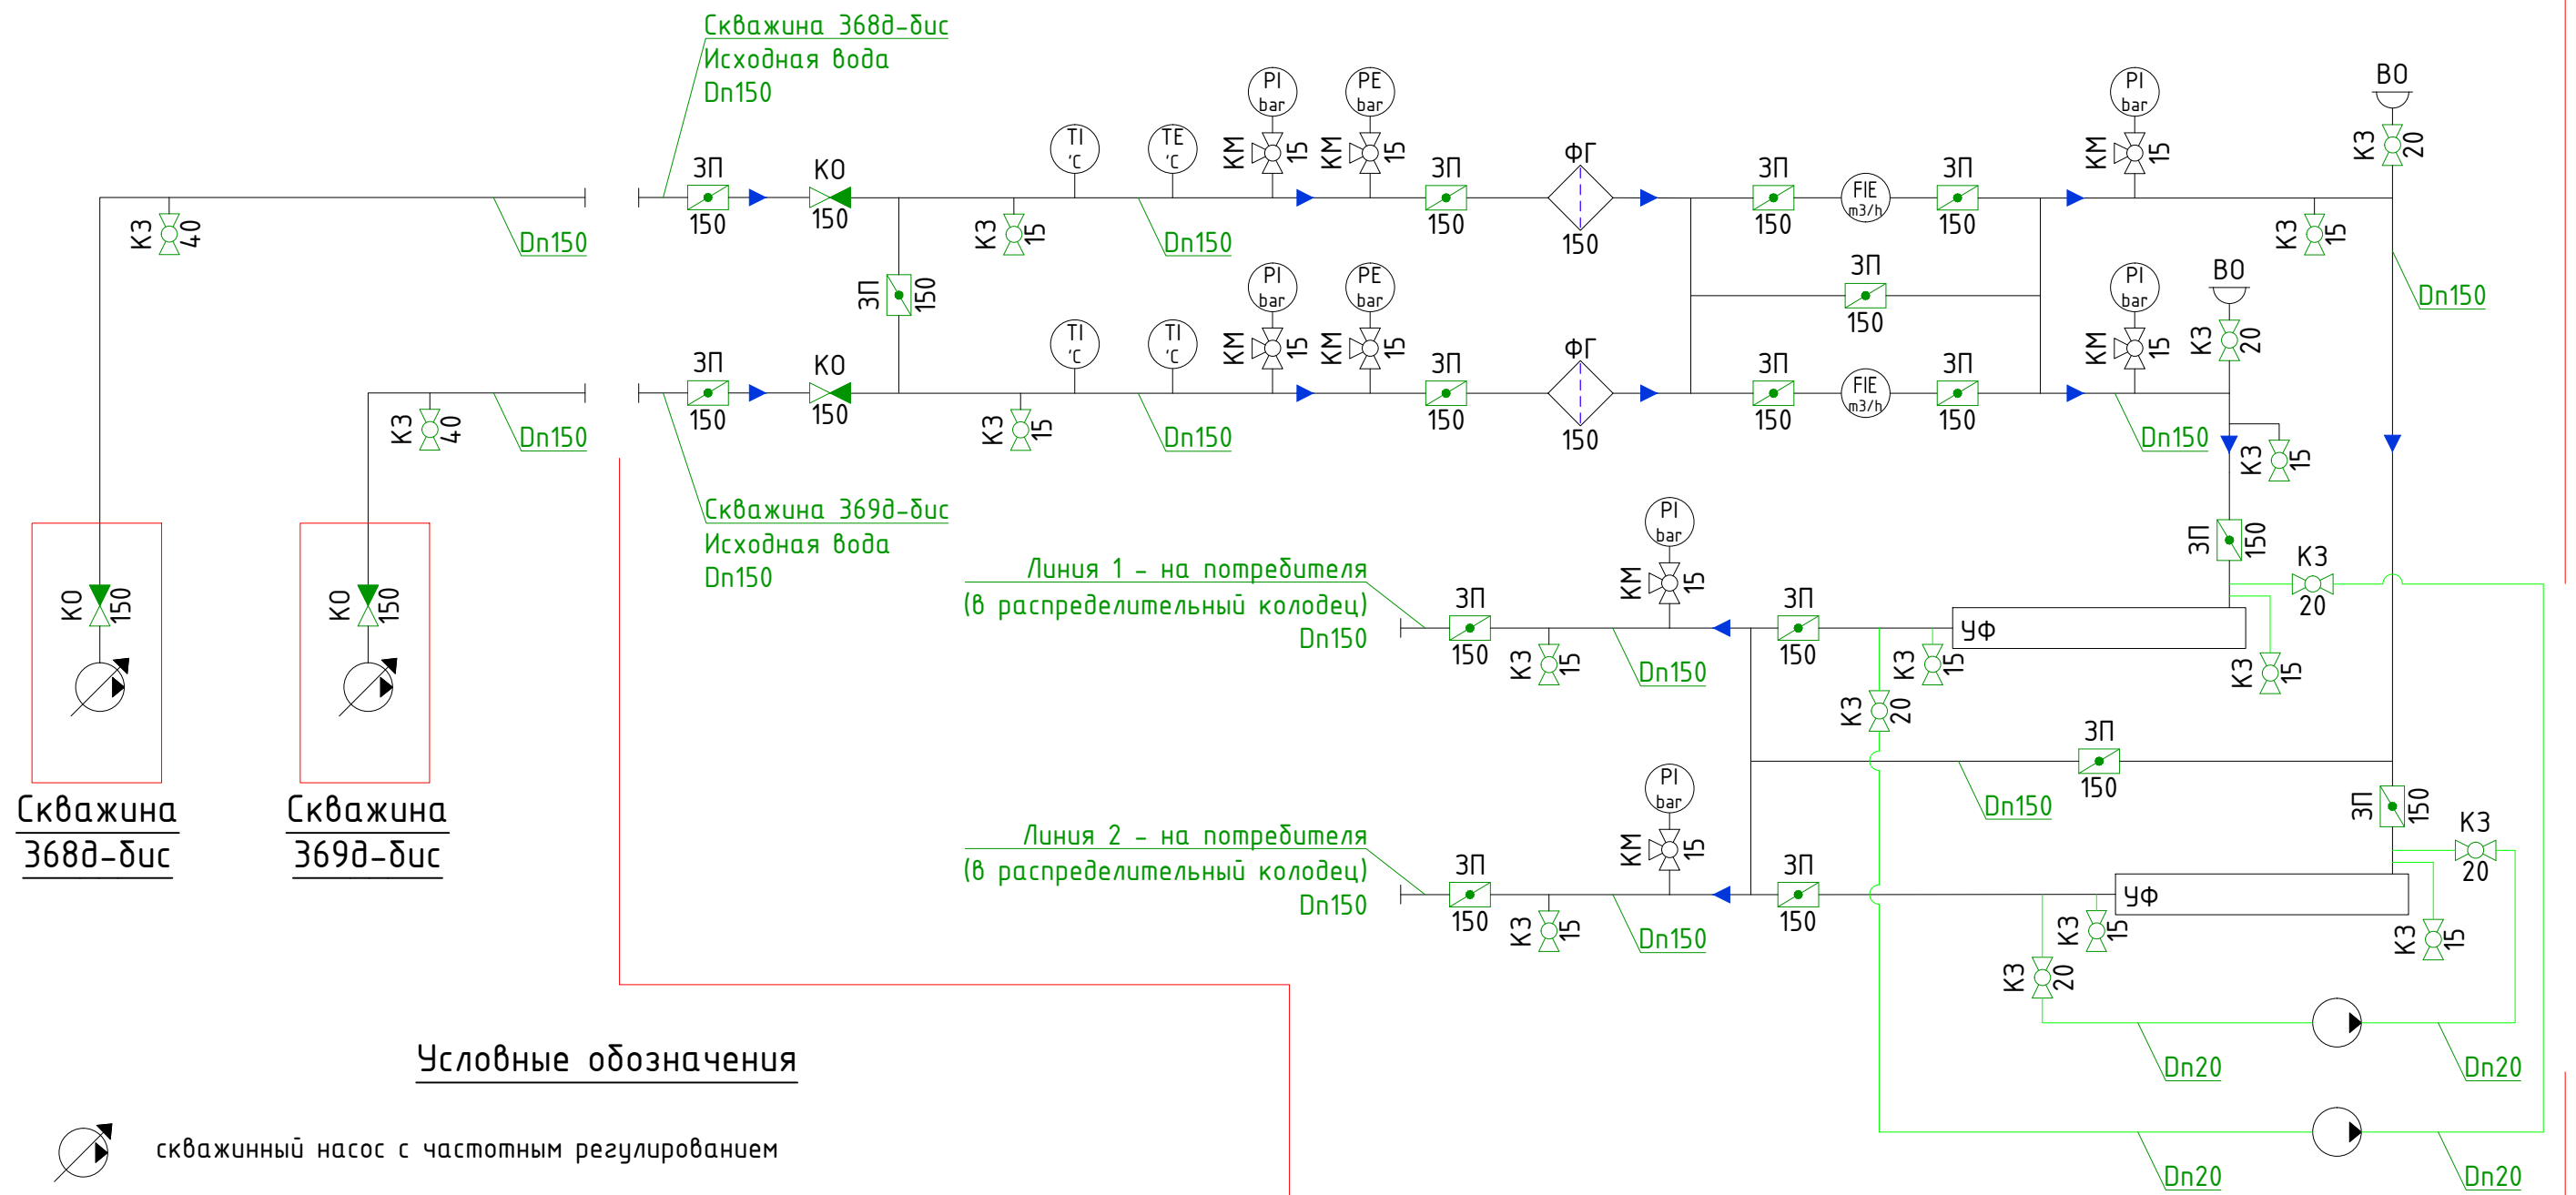 Скважина 368д-бис
Исходная вода
Dn150
PI
bar
PE
bar
PI
bar
ВО
TI
°C
TE
°C
КМ
15
КМ
15
КМ
15
КЗ
20
ЗП
150
КО
150
ЗП
150
ФГ
150
ЗП
150
FIE
m3/h
ЗП
150
КЗ
40
Dn150
КЗ
15
Dn150
КЗ
15
ЗП
150
PI
bar
PE
bar
ЗП
150
PI
bar
ВО
Dn150
TI
°C
TI
°C
КМ
15
КМ
15
КМ
15
КЗ
20
ЗП
150
КО
150
ЗП
150
ФГ
150
ЗП
150
FIE
m3/h
ЗП
150
КЗ
40
Dn150
КЗ
15
Dn150
Dn150
КЗ
15
Скважина 369д-бис
Исходная вода
Dn150
PI
bar
ЗП
150
Линия 1 - на потребителя
(в распределительный колодец)
Dn150
КМ
15
КЗ
20
ЗП
150
ЗП
150
УФ
КО
150
КО
150
КЗ
15
Dn150
КЗ
15
КЗ
15
КЗ
20
Скважина
368д-бис
Скважина
369д-бис
ЗП
150
Dn150
PI
bar
ЗП
150
Линия 2 - на потребителя
(в распределительный колодец)
Dn150
КМ
15
КЗ
20
ЗП
150
ЗП
150
УФ
КЗ
15
Dn150
КЗ
15
КЗ
15
КЗ
20
Dn20
Dn20
Условные обозначения
скважинный насос с частотным регулированием
Dn20
Dn20